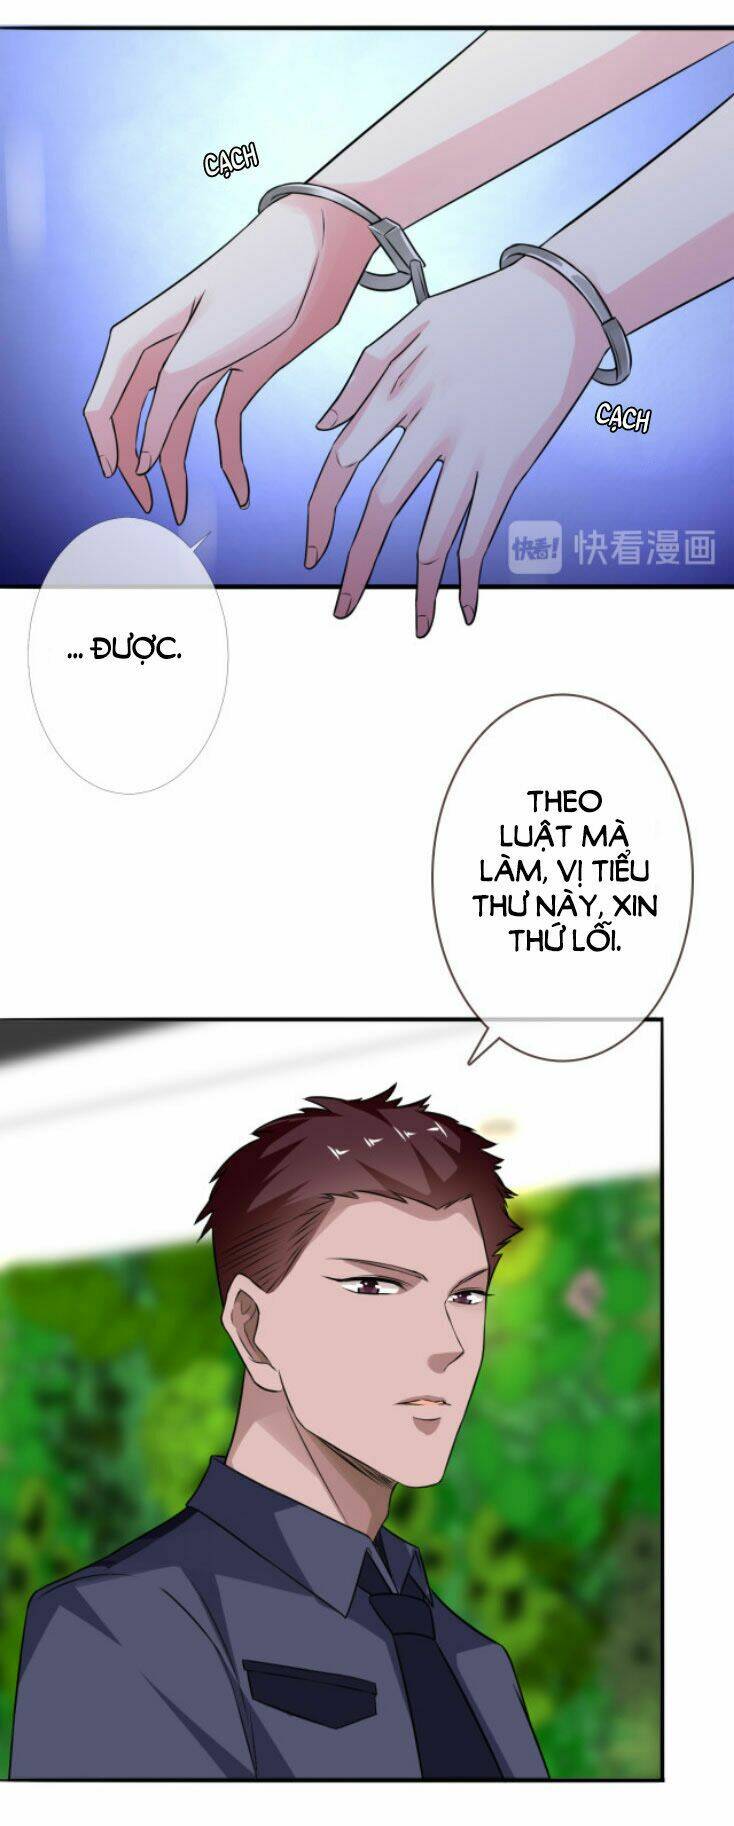 CẠCH
CẠCH
快看! 快看漫画
... ĐƯỢC.
THEO
LUẬT MÀ
LÀM, VỊ TIỂU
THƯ NÀY, XIN
THỨ LỖI.